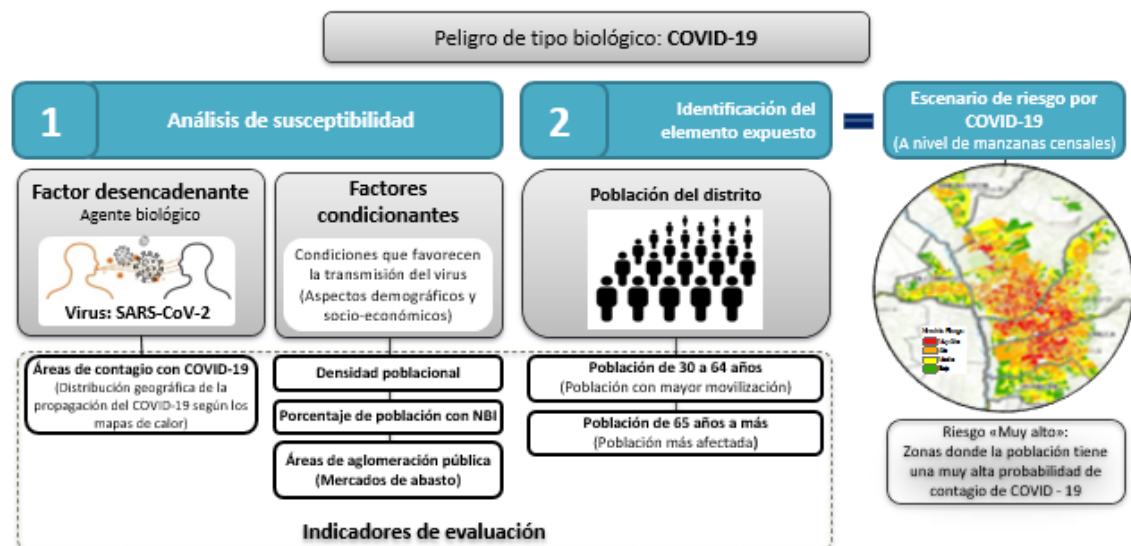 Peligro de tipo biológico: COVID-19
1
Análisis de susceptibilidad
2
Identificación del
elemento expuesto
Escenario de riesgo por
COVID-19
(A nivel de manzanas censales)
Factor desencadenante
Agente biológico
Virus: SARS-CoV-2
Factores
condicionantes
Condiciones que favorecen
la transmisión del virus
(Aspectos demográficos y
socio-económicos)
Población del distrito
Áreas de contagio con COVID-19
(Distribución geográfica de la
propagación del COVID-19 según los
mapas de calor)
Densidad poblacional
Porcentaje de población con NBI
Áreas de aglomeración pública
(Mercados de abasto)
Población de 30 a 64 años
(Población con mayor movilización)
Población de 65 años a más
(Población más afectada)
Indicadores de evaluación
Riesgo «Muy alto»:
Zonas donde la población tiene
una muy alta probabilidad de
contagio de COVID - 19